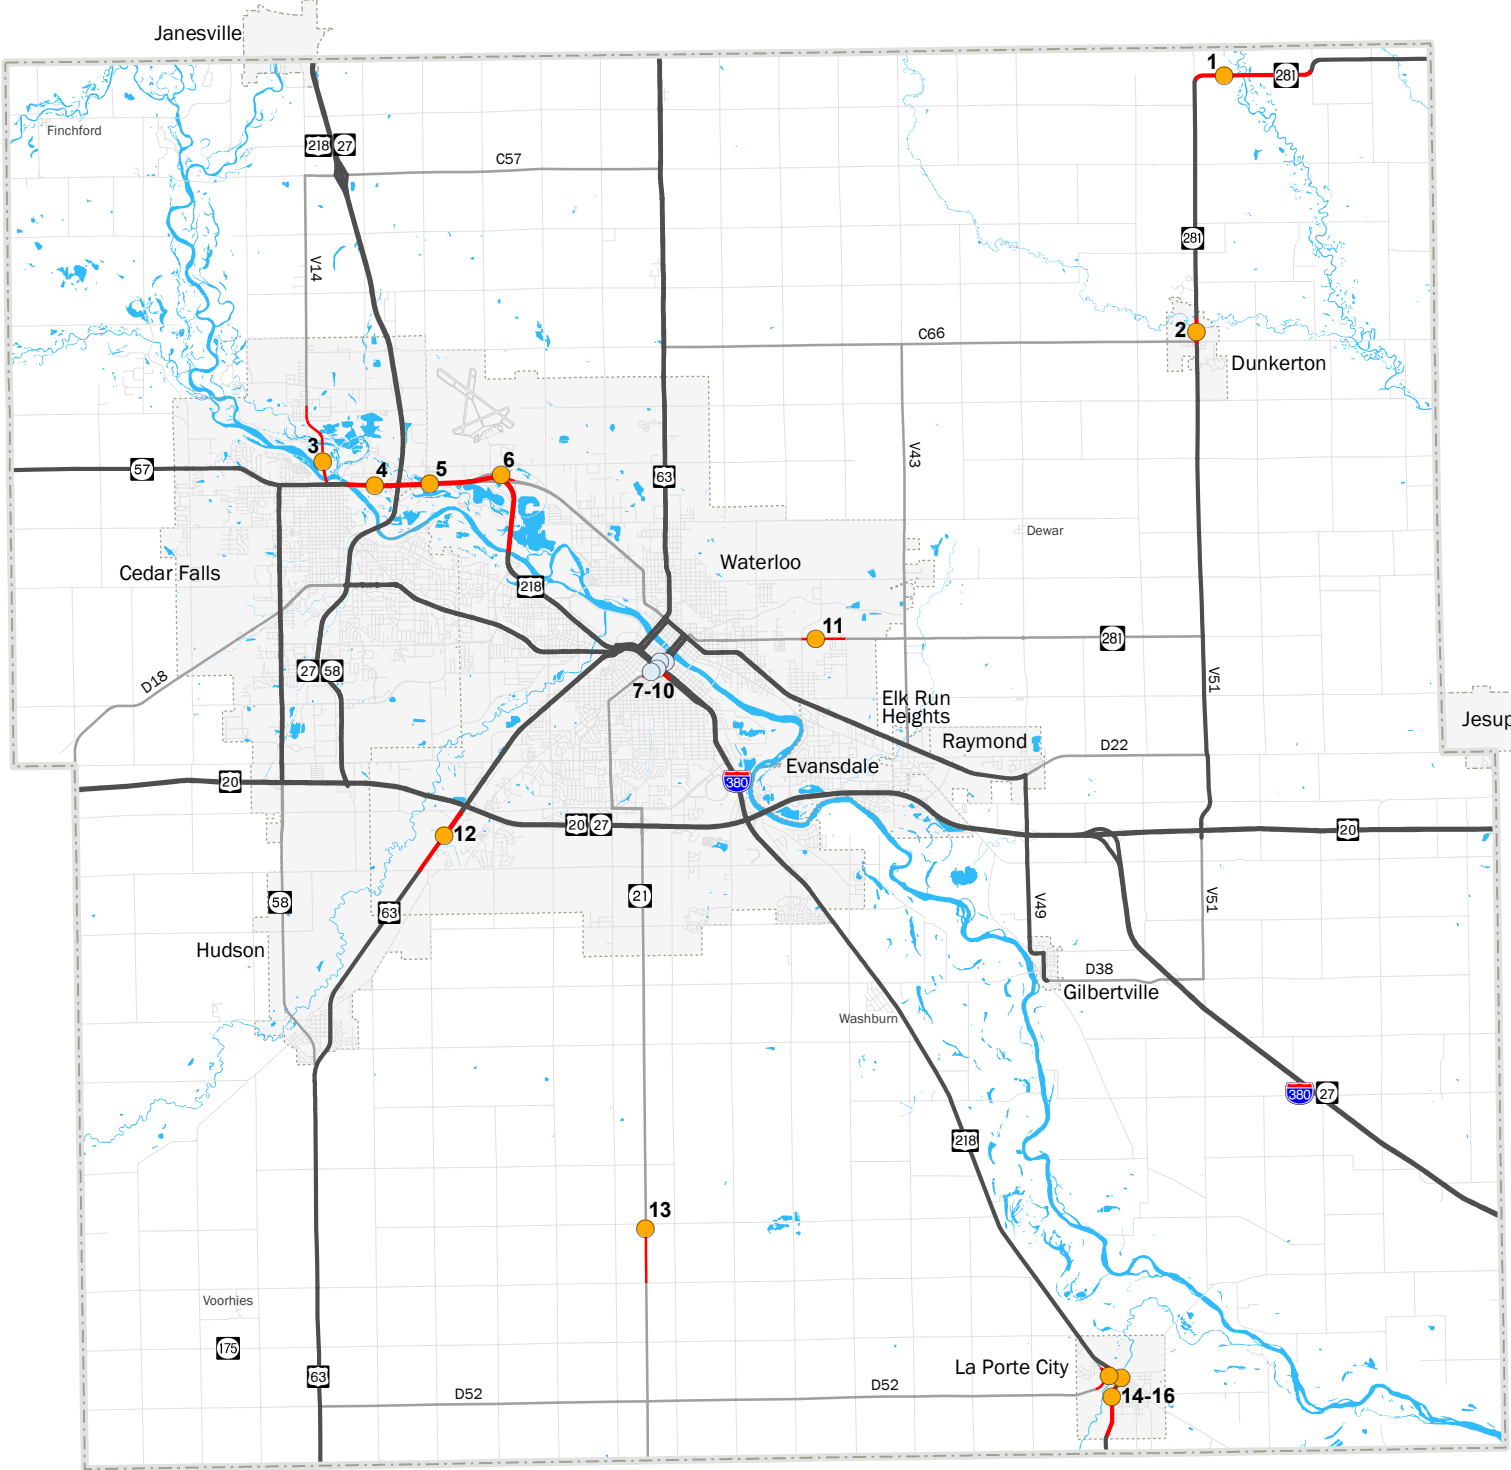 Janesville
1
281
Finchford
218
27
C57
281
V14
C66
2
Dunkerton
3
4
5
6
V43
57
63
Dewar
Cedar Falls
218
Waterloo
11
281
27
58
D18
7-10
V51
Elk Run
Heights
Raymond
D22
Jesup
Evansdale
20
380
12
20
27
20
58
63
21
V49
V51
Hudson
D38
Gilbertville
Washburn
380
27
218
13
Voorhies
175
63
La Porte City
D52
D52
14-16